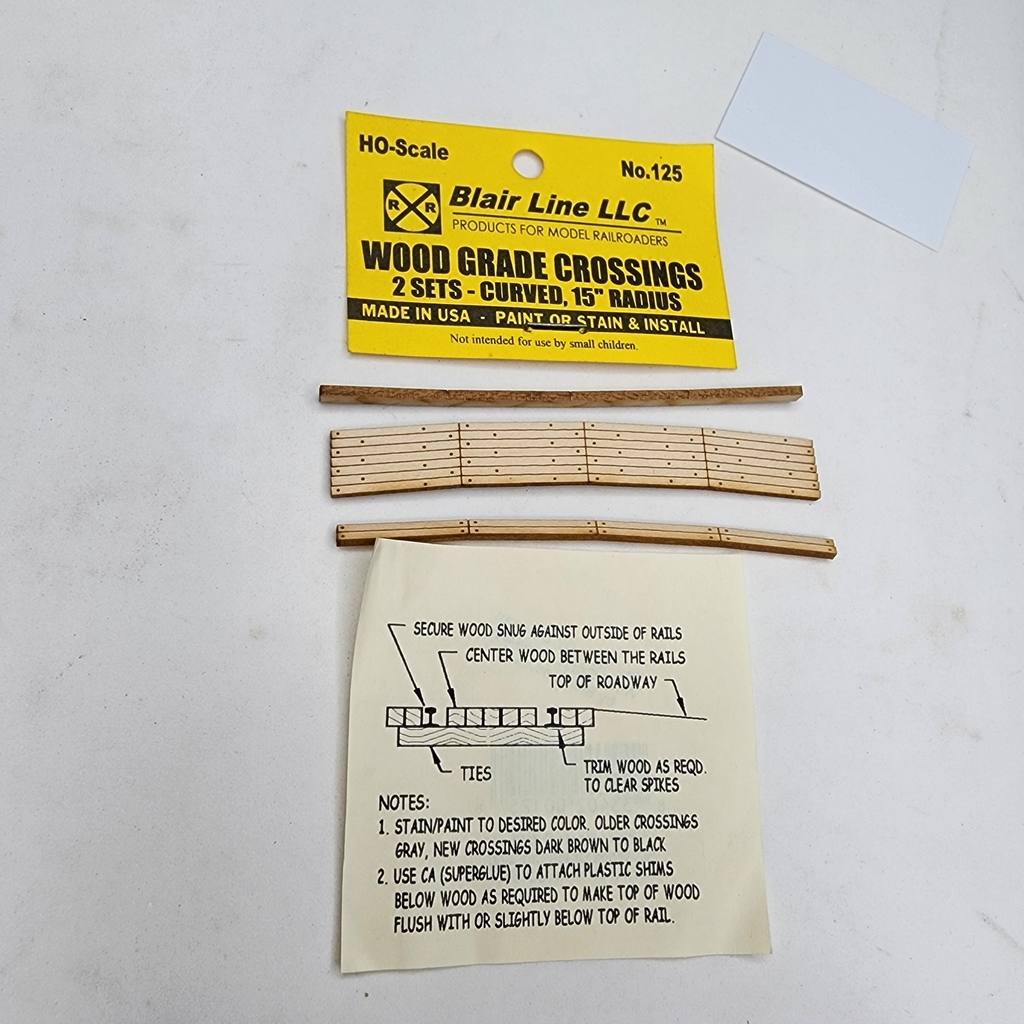 HO-Scale
No.125
R R
Blair Line LLC TM
PRODUCTS FOR MODEL RAILROADERS
WOOD GRADE CROSSINGS
2 SETS - CURVED, 15" RADIUS
MADE IN USA - PAINT OR STAIN & INSTALL
Not intended for use by small children.
SECURE WOOD SNUG AGAINST OUTSIDE OF RAILS
CENTER WOOD BETWEEN THE RAILS
TOP OF ROADWAY
TIES
TRIM WOOD AS REQD.
TO CLEAR SPIKES
NOTES:
1. STAIN/PAINT TO DESIRED COLOR. OLDER CROSSINGS
GRAY, NEW CROSSINGS DARK BROWN TO BLACK
2. USE CA (SUPERGLUE) TO ATTACH PLASTIC SHIMS
BELOW WOOD AS REQUIRED TO MAKE TOP OF WOOD
FLUSH WITH OR SLIGHTLY BELOW TOP OF RAIL.